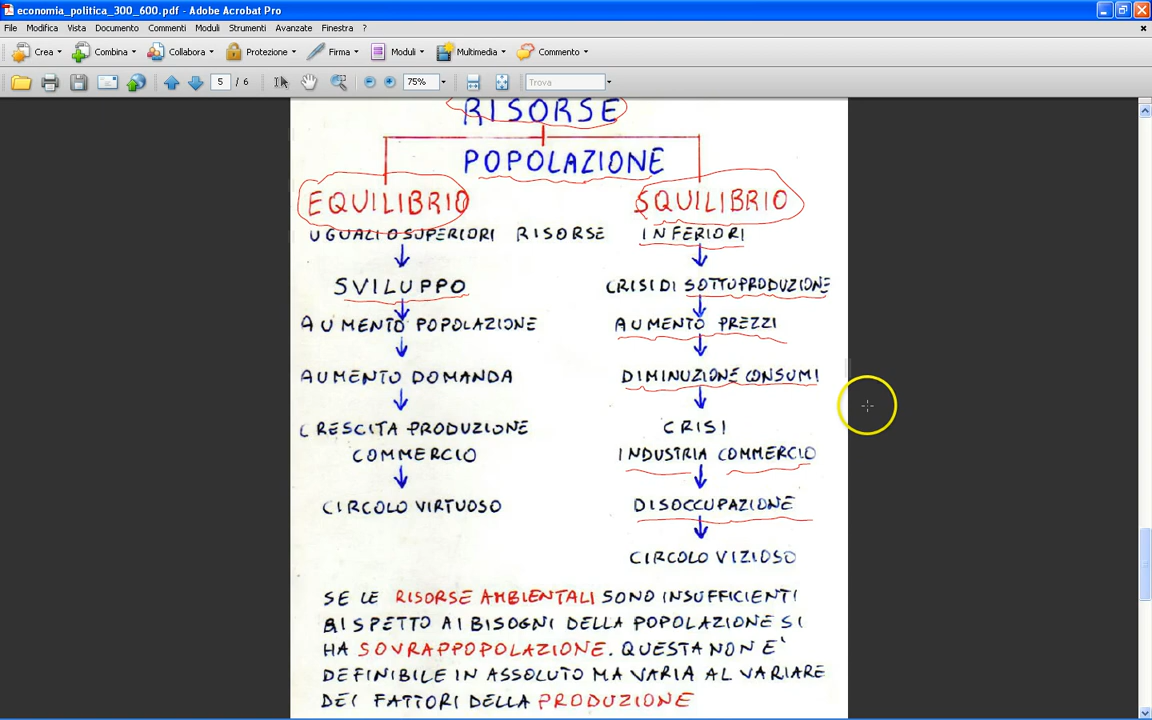 economia_politica_300_600.pdf - Adobe Acrobat Pro
File Modifica Vista Documento Commenti Moduli Strumenti Avanzate Finestra ?
Crea Combina Collabora Protezione Firma Moduli Multimedia Commento
5 / 6 75% Trova
RISORSE
POPOLAZIONE
EQUILIBRIO SQUILIBRIO
UGUALI O SUPERIORI RISORSE INFERIORI
SVILUPPO CRISI DI SOTTOPRODUZIONE
AUMENTO POPOLAZIONE AUMENTO PREZZI
AUMENTO DOMANDA DIMINUZIONE CONSUMI
CRESCITA PRODUZIONE CRISI
COMMERCIO INDUSTRIA COMMERCIO
CIRCOLO VIRTUOSO DISOCCUPAZIONE
CIRCOLO VIZIOSO
SE LE RISORSE AMBIENTALI SONO INSUFFICIENTI
RISPETTO AI BISOGNI DELLA POPOLAZIONE SI
HA SOVRAPPOPOLAZIONE. QUESTA NON E'
DEFINIBILE IN ASSOLUTO MA VARIA AL VARIARE
DEI FATTORI DELLA PRODUZIONE